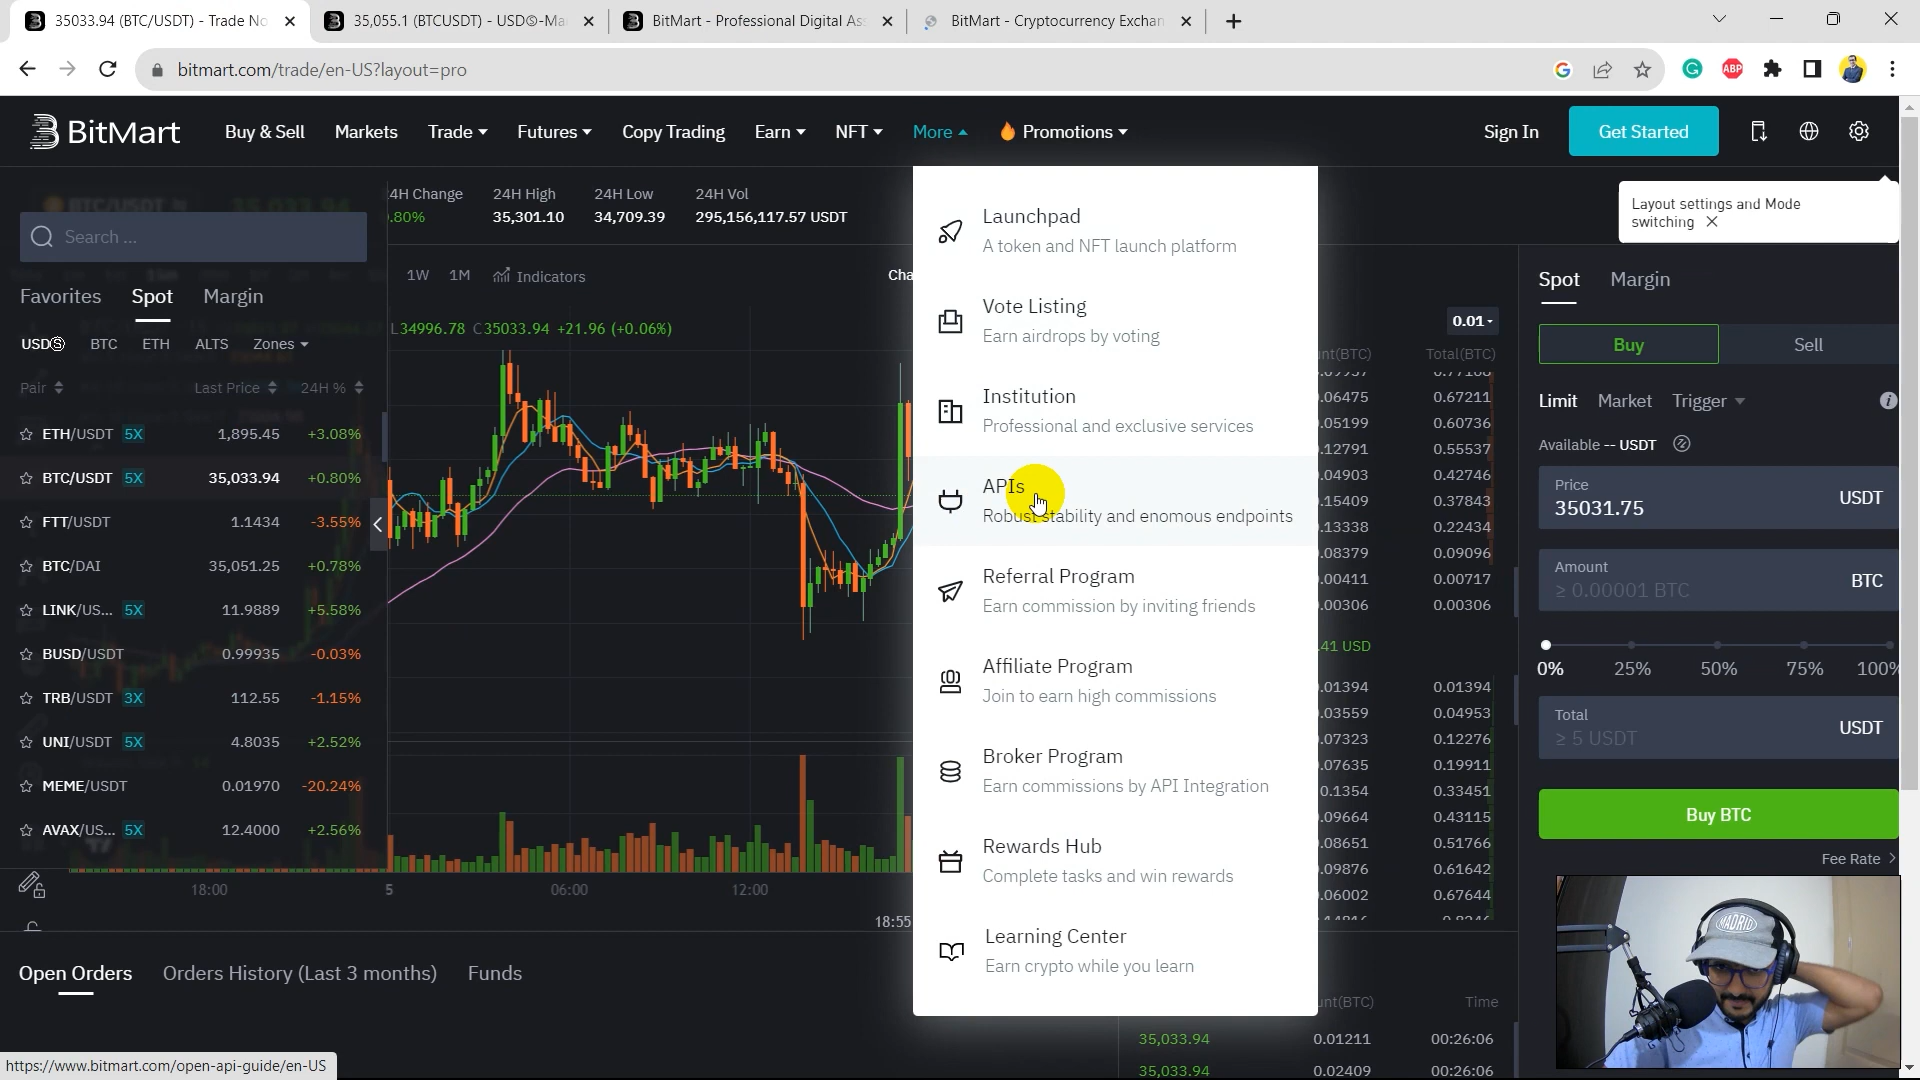 35033.94 (BTC/USDT) - Trade No
35,055.1 (BTCUSDT) - USDⓈ-Ma
BitMart - Professional Digital Ass
BitMart - Cryptocurrency Exchan
bitmart.com/trade/en-US?layout=pro
BitMart
Buy & Sell
Markets
Trade
Futures
Copy Trading
Earn
NFT
More
Promotions
Sign In
Get Started
Layout settings and Mode
switching
BTC/USDT
35,033.94
4H Change
24H High
24H Low
24H Vol
.80%
35,301.10
34,709.39
295,156,117.57 USDT
Search ...
1W
1M
Indicators
Cha
L34996.78 C35033.94 +21.96 (+0.06%)
Favorites
Spot
Margin
USDⓈ
BTC
ETH
ALTS
Zones
Pair
Last Price
24H %
ETH/USDT 5X 1,895.45 +3.08%
BTC/USDT 5X 35,033.94 +0.80%
FTT/USDT 1.1434 -3.55%
BTC/DAI 35,051.25 +0.78%
LINK/US... 5X 11.9889 +5.58%
BUSD/USDT 0.99935 -0.03%
TRB/USDT 3X 112.55 -1.15%
UNI/USDT 5X 4.8035 +2.52%
MEME/USDT 0.01970 -20.24%
AVAX/US... 5X 12.4000 +2.56%
18:00
5
06:00
12:00
18:55
Launchpad
A token and NFT launch platform
Vote Listing
Earn airdrops by voting
Institution
Professional and exclusive services
APIs
Robust stability and enomous endpoints
Referral Program
Earn commission by inviting friends
Affiliate Program
Join to earn high commissions
Broker Program
Earn commissions by API Integration
Rewards Hub
Complete tasks and win rewards
Learning Center
Earn crypto while you learn
0.01
unt(BTC) Total(BTC)
.06475 0.67211
.05199 0.60736
.12791 0.55537
.04903 0.42746
.15409 0.37843
.13338 0.22434
.08379 0.09096
.00411 0.00717
.00306 0.00306
.41 USD
.01394 0.01394
.03559 0.04953
.07323 0.12276
.07635 0.19911
0.1354 0.33451
.09664 0.43115
.08651 0.51766
.09876 0.61642
.06002 0.67644
Spot
Margin
Buy
Sell
Limit
Market
Trigger
Available -- USDT
Price
35031.75
USDT
Amount
≥ 0.00001 BTC
BTC
0%
25%
50%
75%
100%
Total
≥ 5 USDT
USDT
Buy BTC
Fee Rate
MADRID
Open Orders
Orders History (Last 3 months)
Funds
unt(BTC)
Time
35,033.94 0.01211 00:26:06
35,033.94 0.02409 00:26:06
https://www.bitmart.com/open-api-guide/en-US